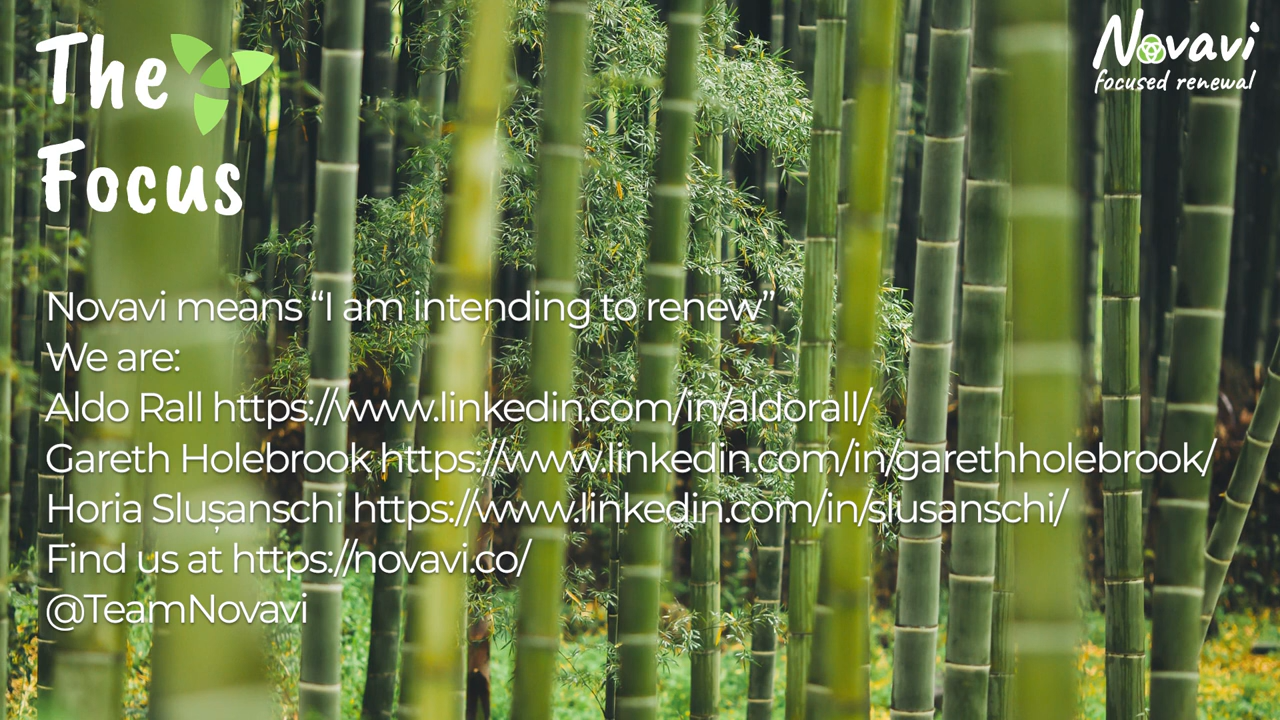 The
Focus
Novavi
focused renewal
Novavi means “I am intending to renew”
We are:
Aldo Rall https://www.linkedin.com/in/aldorall/
Gareth Holebrook https://www.linkedin.com/in/garethholebrook/
Horia Slușanschi https://www.linkedin.com/in/slusanschi/
Find us at https://novavi.co/
@TeamNovavi